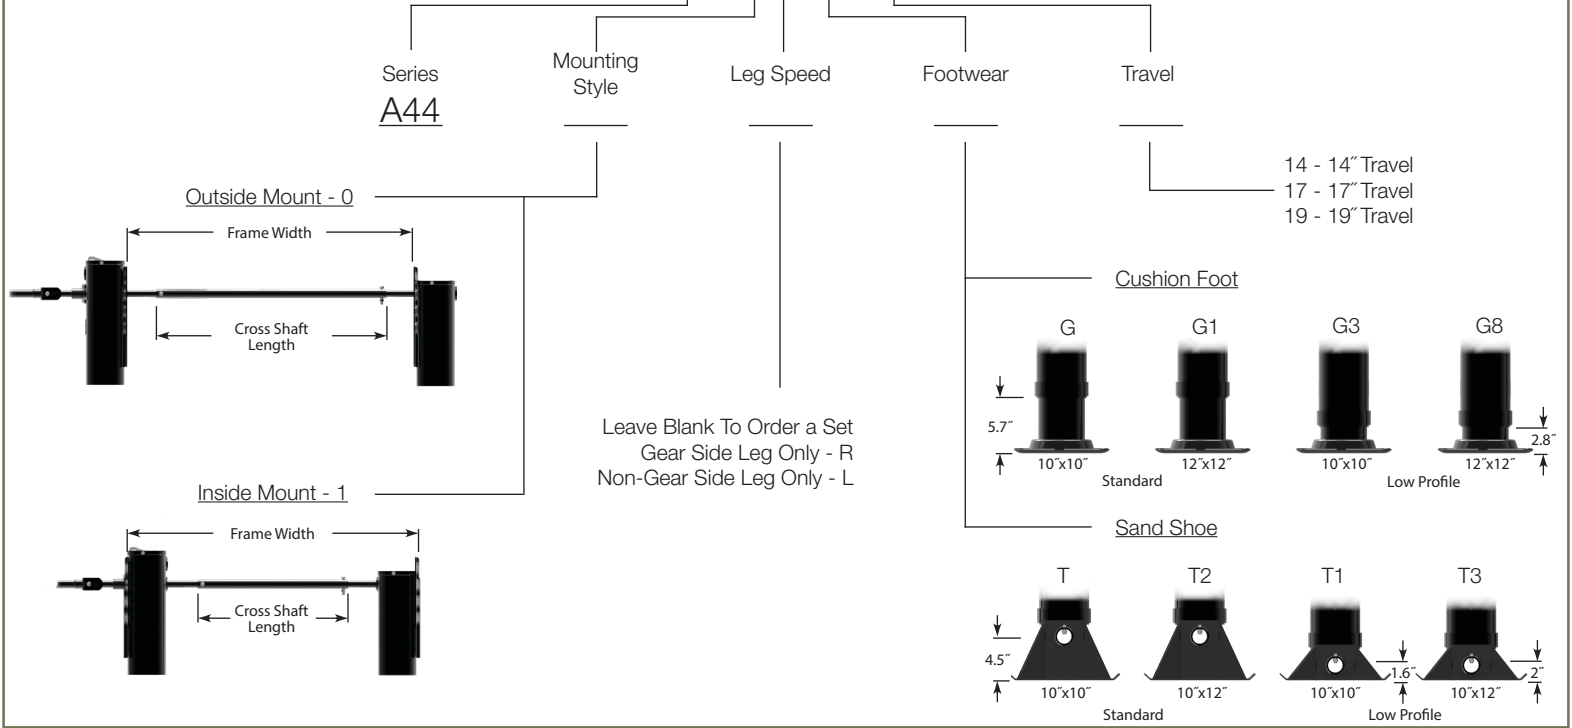 Series
Mounting
Style
Leg Speed
Footwear
Travel
A44
14 - 14˝ Travel
17 - 17˝ Travel
19 - 19˝ Travel
Outside Mount - 0
Frame Width
Cross Shaft
Length
Leave Blank To Order a Set
Gear Side Leg Only - R
Non-Gear Side Leg Only - L
Inside Mount - 1
Frame Width
Cross Shaft
Length
Cushion Foot
G
G1
G3
G8
5.7˝
2.8˝
10˝x10˝
12˝x12˝
10˝x10˝
12˝x12˝
Standard
Low Profile
Sand Shoe
T
T2
T1
T3
4.5˝
1.6˝
2˝
10˝x10˝
10˝x12˝
10˝x10˝
10˝x12˝
Standard
Low Profile